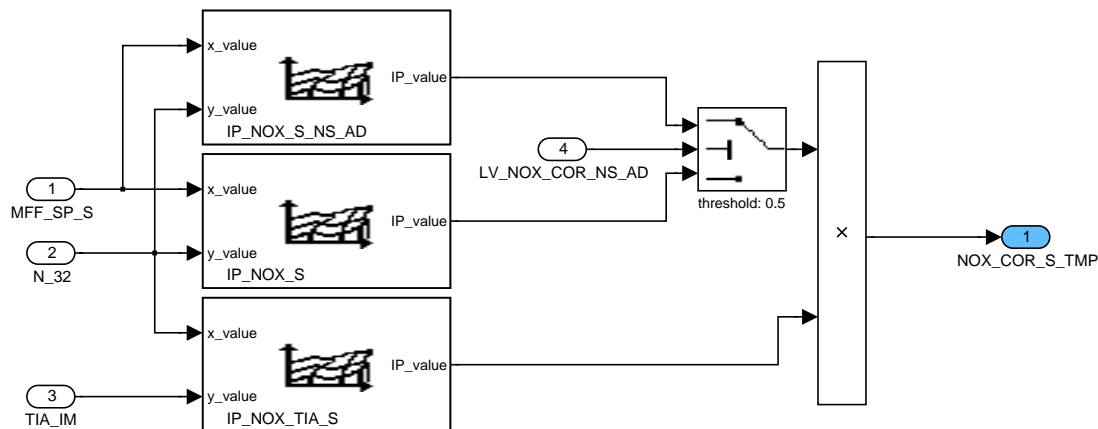 x_value
IP_value
y_value
IP_NOX_S_NS_AD
4
LV_NOX_COR_NS_AD
threshold: 0.5
1
MFF_SP_S
x_value
IP_value
y_value
IP_NOX_S
2
N_32
×
1
NOX_COR_S_TMP
x_value
IP_value
y_value
IP_NOX_TIA_S
3
TIA_IM